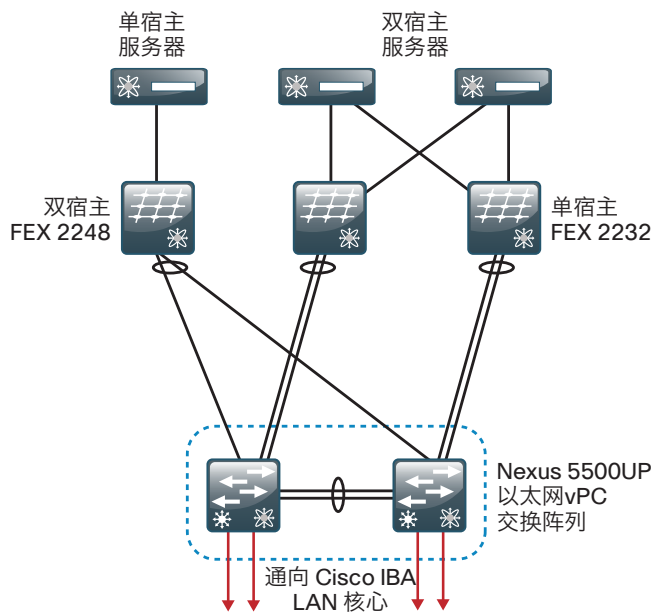 单宿主
服务器
双宿主
服务器
双宿主
FEX 2248
单宿主
FEX 2232
Nexus 5500UP
以太网vPC
交换阵列
通向 Cisco IBA
LAN 核心